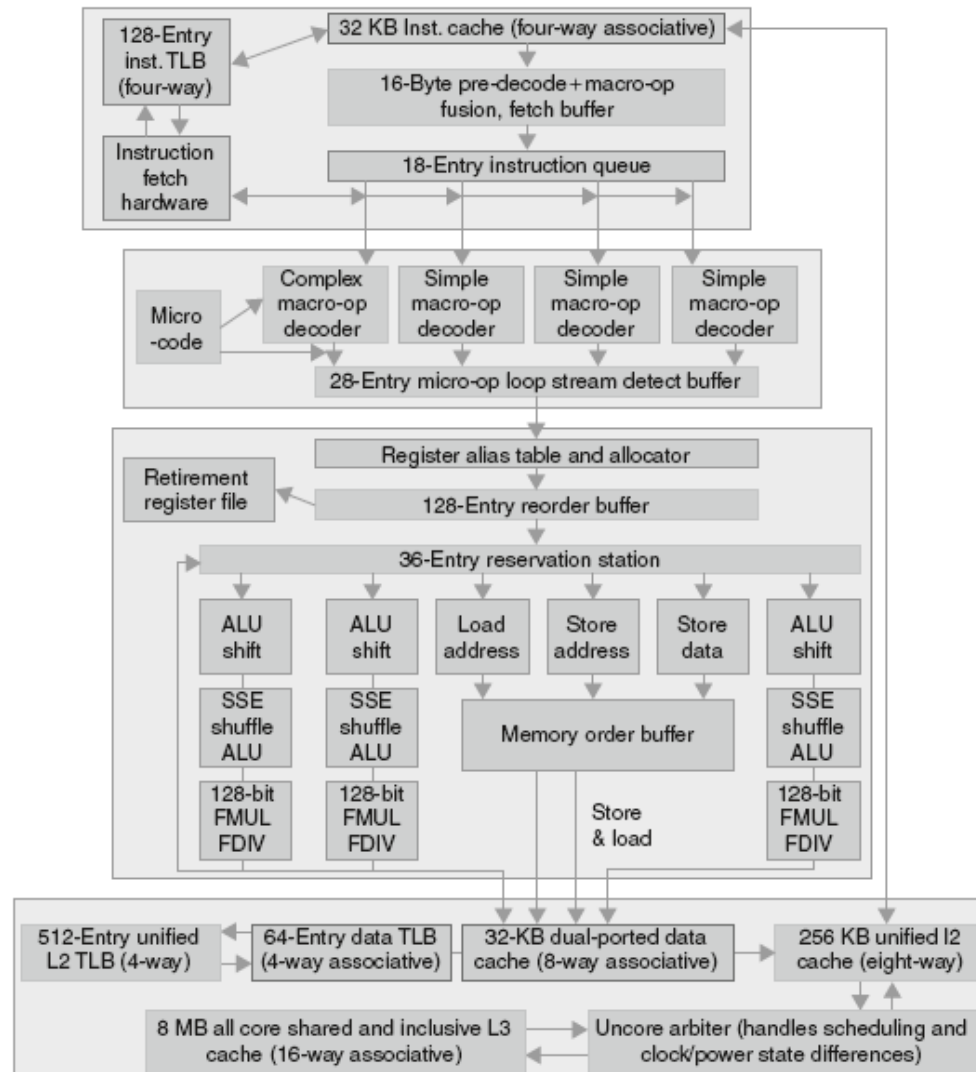 128-Entry
inst. TLB
(four-way)
32 KB Inst. cache (four-way associative)
16-Byte pre-decode+macro-op
fusion, fetch buffer
Instruction
fetch
hardware
18-Entry instruction queue
Micro
-code
Complex
macro-op
decoder
Simple
macro-op
decoder
Simple
macro-op
decoder
Simple
macro-op
decoder
28-Entry micro-op loop stream detect buffer
Register alias table and allocator
Retirement
register file
128-Entry reorder buffer
36-Entry reservation station
ALU
shift
ALU
shift
Load
address
Store
address
Store
data
ALU
shift
SSE
shuffle
ALU
SSE
shuffle
ALU
Memory order buffer
SSE
shuffle
ALU
128-bit
FMUL
FDIV
128-bit
FMUL
FDIV
Store
& load
128-bit
FMUL
FDIV
512-Entry unified
L2 TLB (4-way)
64-Entry data TLB
(4-way associative)
32-KB dual-ported data
cache (8-way associative)
256 KB unified l2
cache (eight-way)
8 MB all core shared and inclusive L3
cache (16-way associative)
Uncore arbiter (handles scheduling and
clock/power state differences)